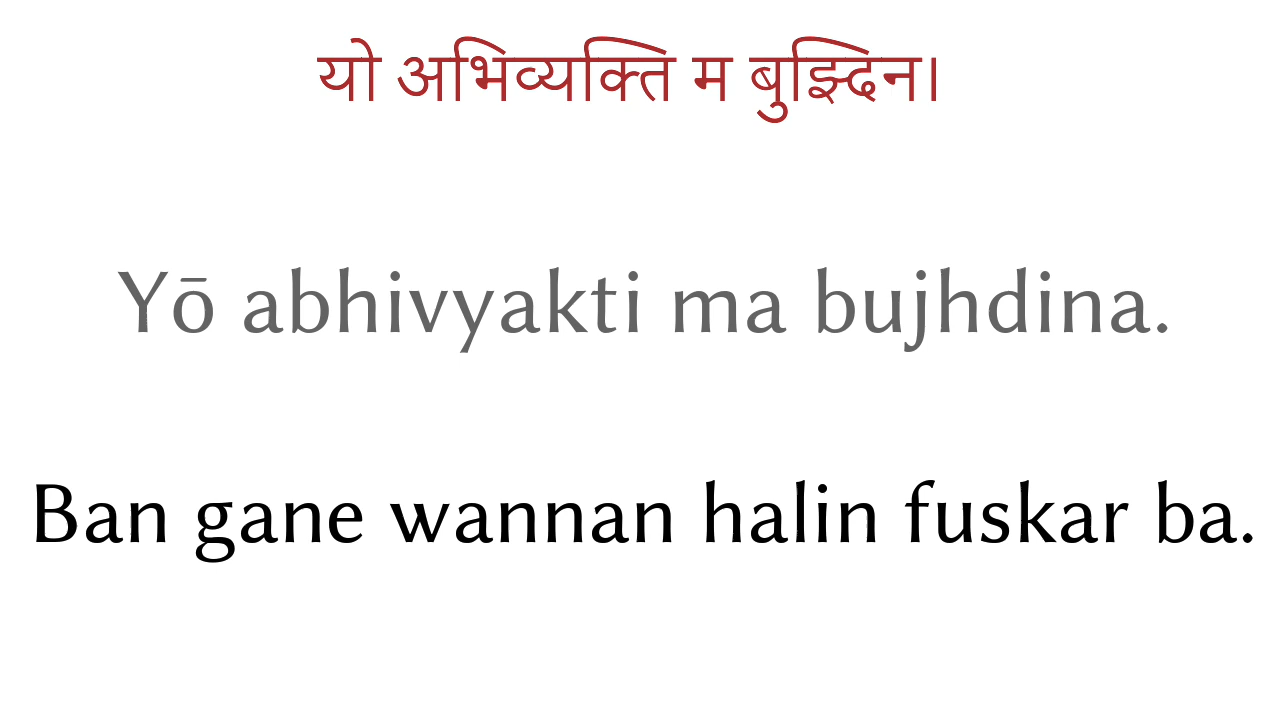 यो अभिव्यक्ति म बुझ्दिन।
Yō abhivyakti ma bujhdina.
Ban gane wannan halin fuskar ba.